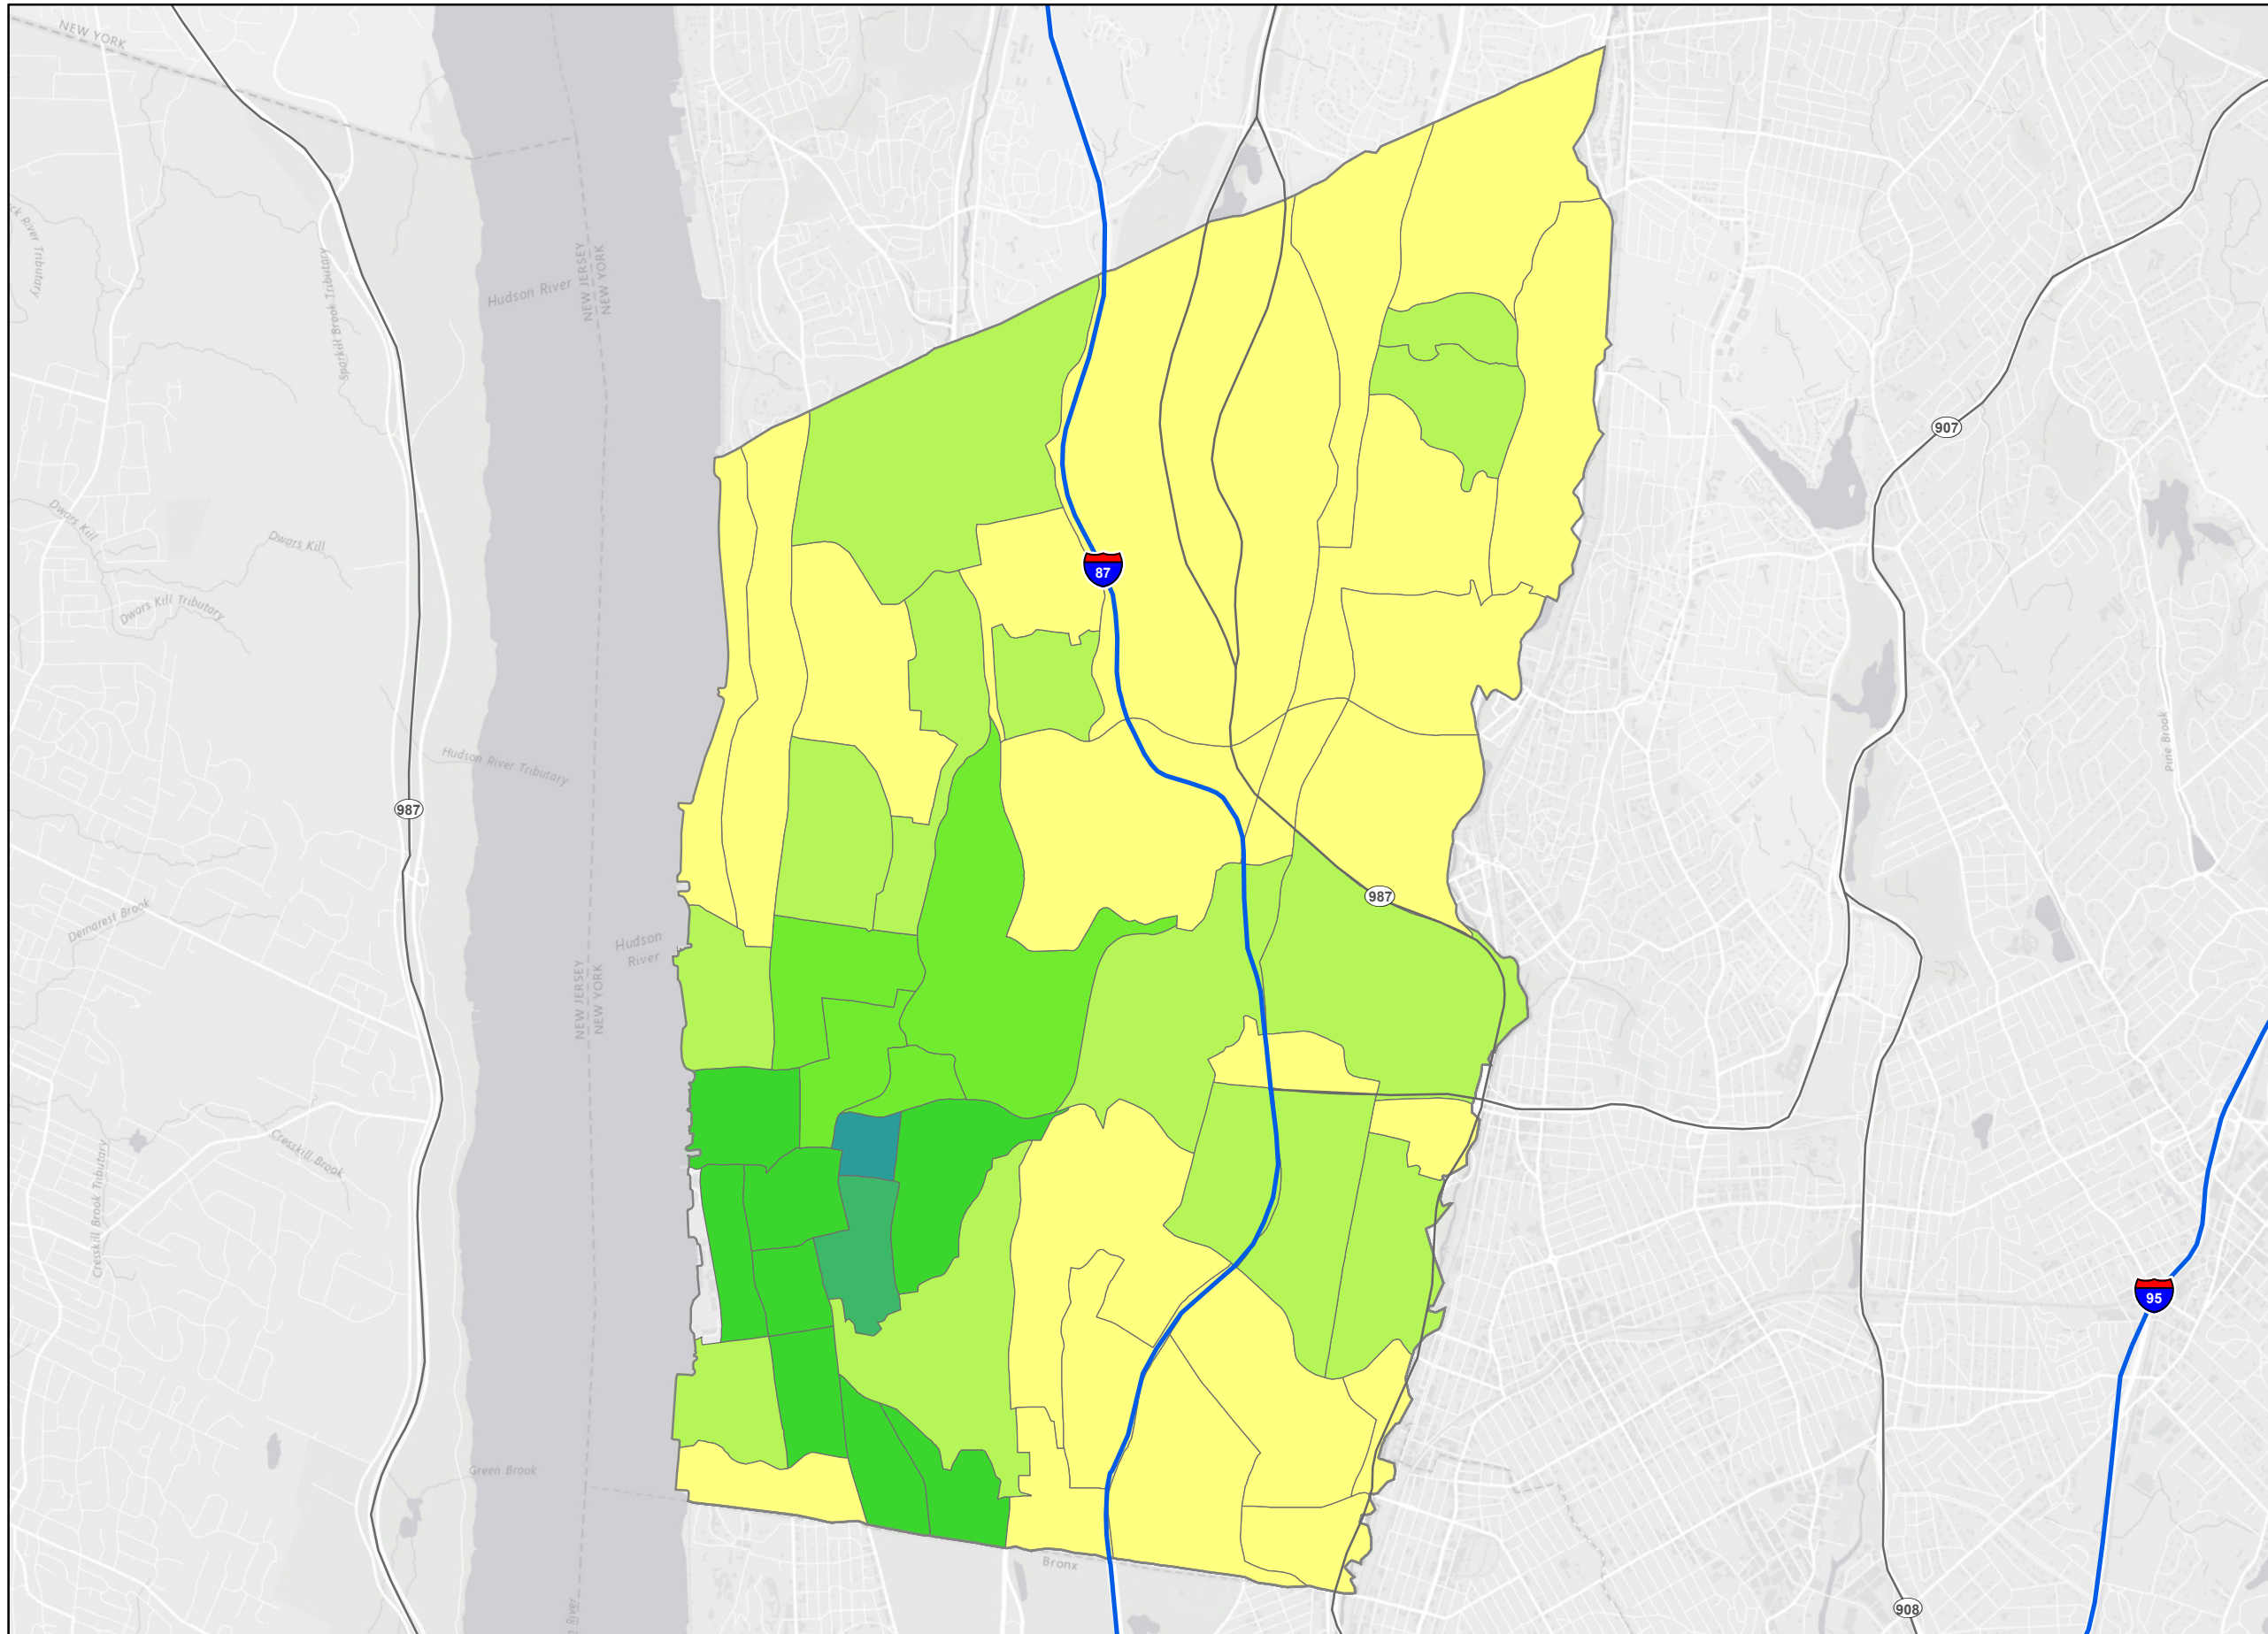 NEW YORK
Sparkill Brook Tributary
Hudson River
NEW JERSEY
NEW YORK
907
Dwars Kill
Dwars Kill
87
Dwars Kill Tributary
Hudson River Tributary
Pine Brook
987
987
Demarest Brook
Hudson
River
NEW JERSEY
NEW YORK
Cresskill Brook
Cresskill Brook Tributary
95
Green Brook
Bronx
908
River